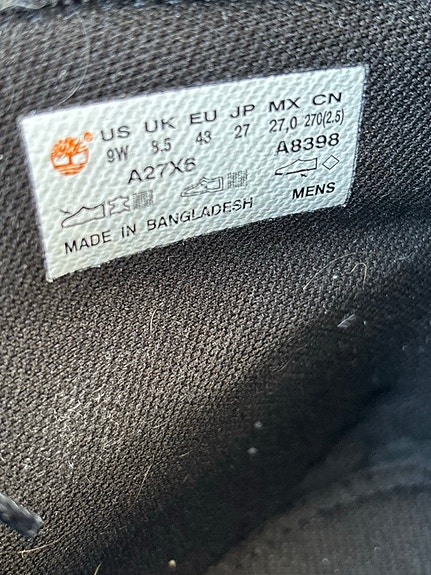 US UK EU JP MX CN
9W 8.5 43 27 27,0 270(2.5)
A27X6 A8398
MENS
MADE IN BANGLADESH